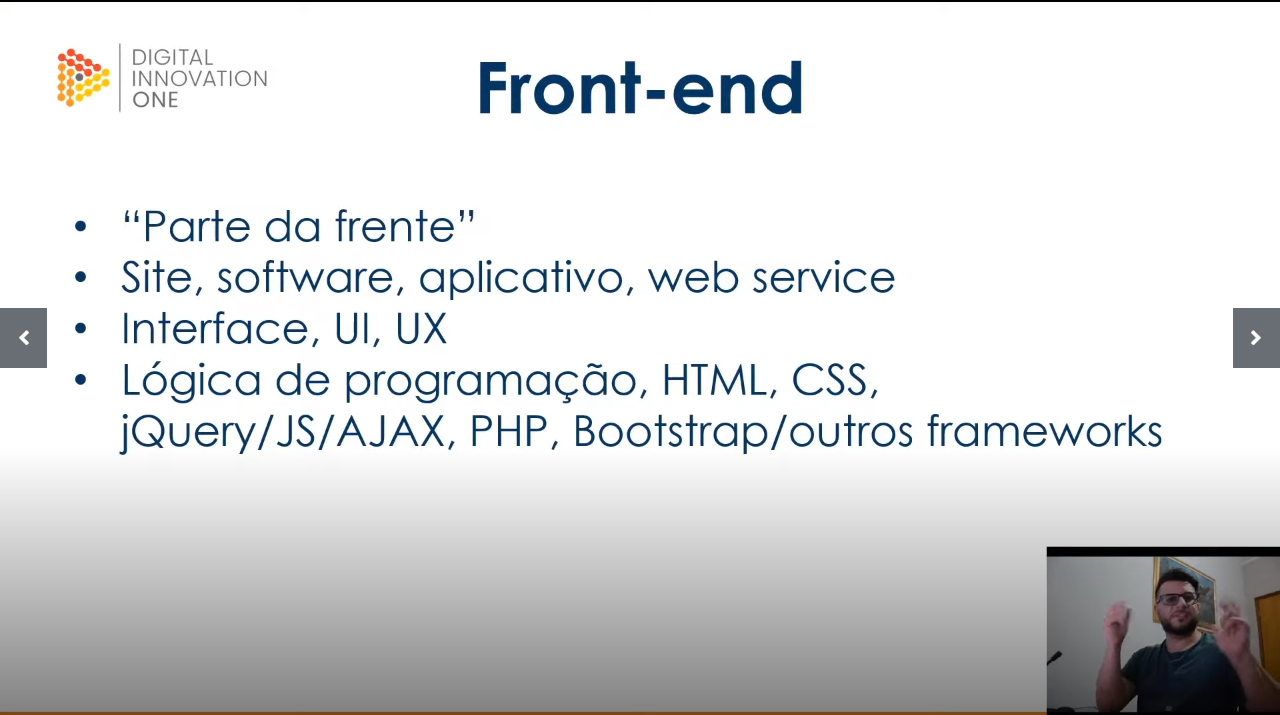 DIGITAL
INNOVATION
ONE
Front-end
• “Parte da frente”
• Site, software, aplicativo, web service
• Interface, UI, UX
• Lógica de programação, HTML, CSS,
jQuery/JS/AJAX, PHP, Bootstrap/outros frameworks